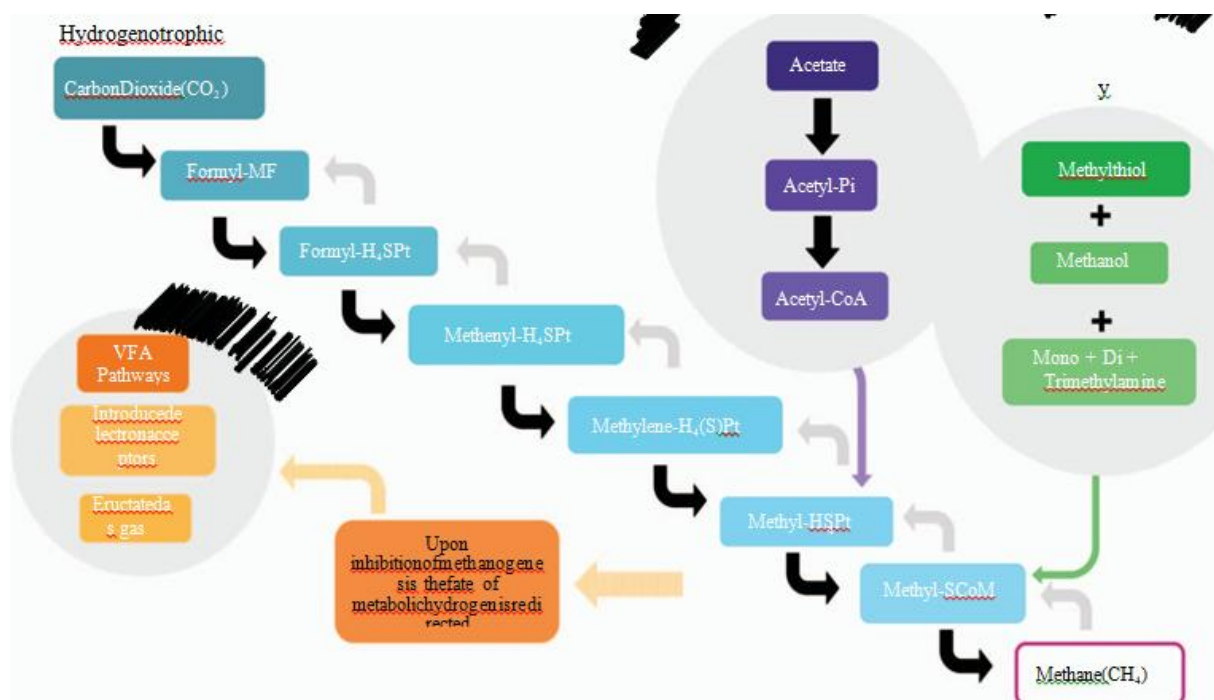 Hydrogenotrophic
CarbonDioxide(CO₂)
Formyl-MF
Formyl-H₄SPt
Methenyl-H₄SPt
Methylene-H₄(S)Pt
Methyl-HSPt
Methyl-SCoM
Methane(CH₄)
Acetate
Acetyl-Pi
Acetyl-CoA
y
Methylthiol
+
Methanol
+
Mono + Di +
Trimethylamine
VFA
Pathways
Introducede
lectronacce
ptors
Eructateda
s gas
Upon
inhibitionofmethanogene
sis thefate of
metabolichydrogenisredi
rected